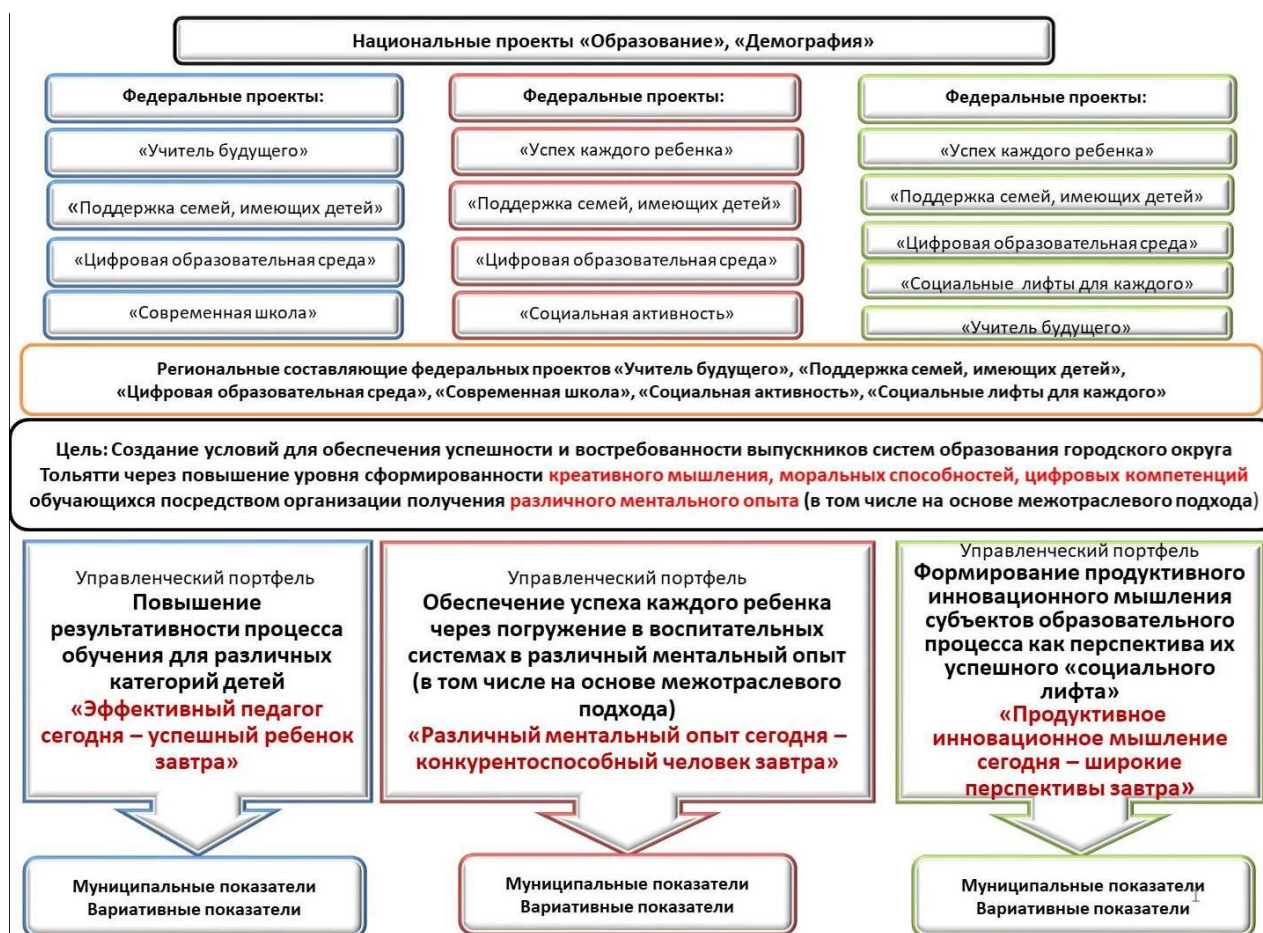 Национальные проекты «Образование», «Демография»
Федеральные проекты:
«Учитель будущего»
«Поддержка семей, имеющих детей»
«Цифровая образовательная среда»
«Современная школа»
Федеральные проекты:
«Успех каждого ребенка»
«Поддержка семей, имеющих детей»
«Цифровая образовательная среда»
«Социальная активность»
Федеральные проекты:
«Успех каждого ребенка»
«Поддержка семей, имеющих детей»
«Цифровая образовательная среда»
«Социальные лифты для каждого»
«Учитель будущего»
Региональные составляющие федеральных проектов «Учитель будущего», «Поддержка семей, имеющих детей»,
«Цифровая образовательная среда», «Современная школа», «Социальная активность», «Социальные лифты для каждого»
Цель: Создание условий для обеспечения успешности и востребованности выпускников систем образования городского округа
Тольятти через повышение уровня сформированности креативного мышления, моральных способностей, цифровых компетенций
обучающихся посредством организации получения различного ментального опыта (в том числе на основе межотраслевого подхода)
Управленческий портфель
Повышение
результативности процесса
обучения для различных
категорий детей
«Эффективный педагог
сегодня – успешный ребенок
завтра»
Муниципальные показатели
Вариативные показатели
Управленческий портфель
Обеспечение успеха каждого ребенка
через погружение в воспитательных
системах в различный ментальный опыт
(в том числе на основе межотраслевого
подхода)
«Различный ментальный опыт сегодня –
конкурентоспособный человек завтра»
Муниципальные показатели
Вариативные показатели
Управленческий портфель
Формирование продуктивного
инновационного мышления
субъектов образовательного
процесса как перспектива их
успешного «социального
лифта»
«Продуктивное
инновационное мышление
сегодня – широкие
перспективы завтра»
Муниципальные показатели
Вариативные показатели